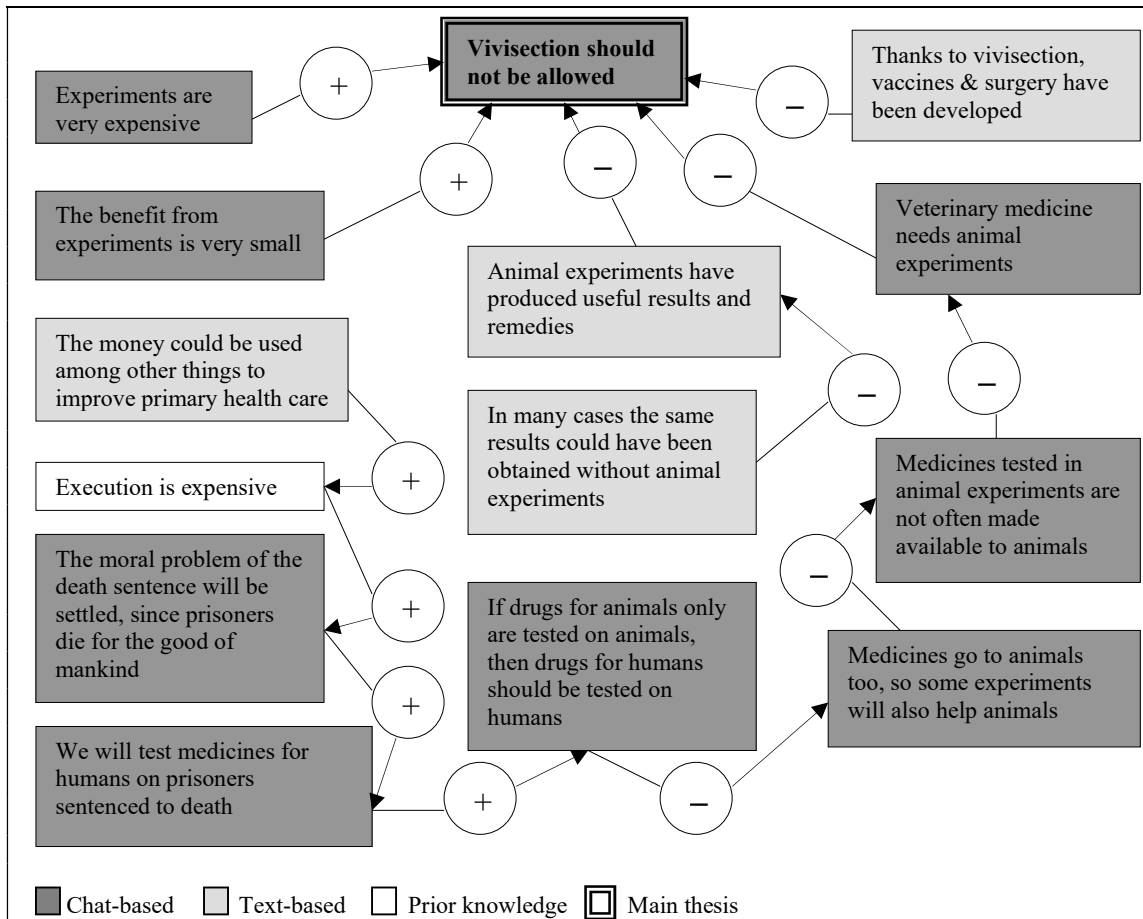 Vivisection should
not be allowed
Thanks to vivisection,
vaccines & surgery have
been developed
+
–
Experiments are
very expensive
–
–
+
The benefit from
experiments is very small
Veterinary medicine
needs animal
experiments
Animal experiments have
produced useful results and
remedies
The money could be used
among other things to
improve primary health care
–
–
In many cases the same
results could have been
obtained without animal
experiments
+
Execution is expensive
Medicines tested in
animal experiments are
not often made
available to animals
The moral problem of the
death sentence will be
settled, since prisoners
die for the good of
mankind
+
–
If drugs for animals only
are tested on animals,
then drugs for humans
should be tested on
humans
Medicines go to animals
too, so some experiments
will also help animals
+
We will test medicines for
humans on prisoners
sentenced to death
+
–
Chat-based
Text-based
Prior knowledge
Main thesis